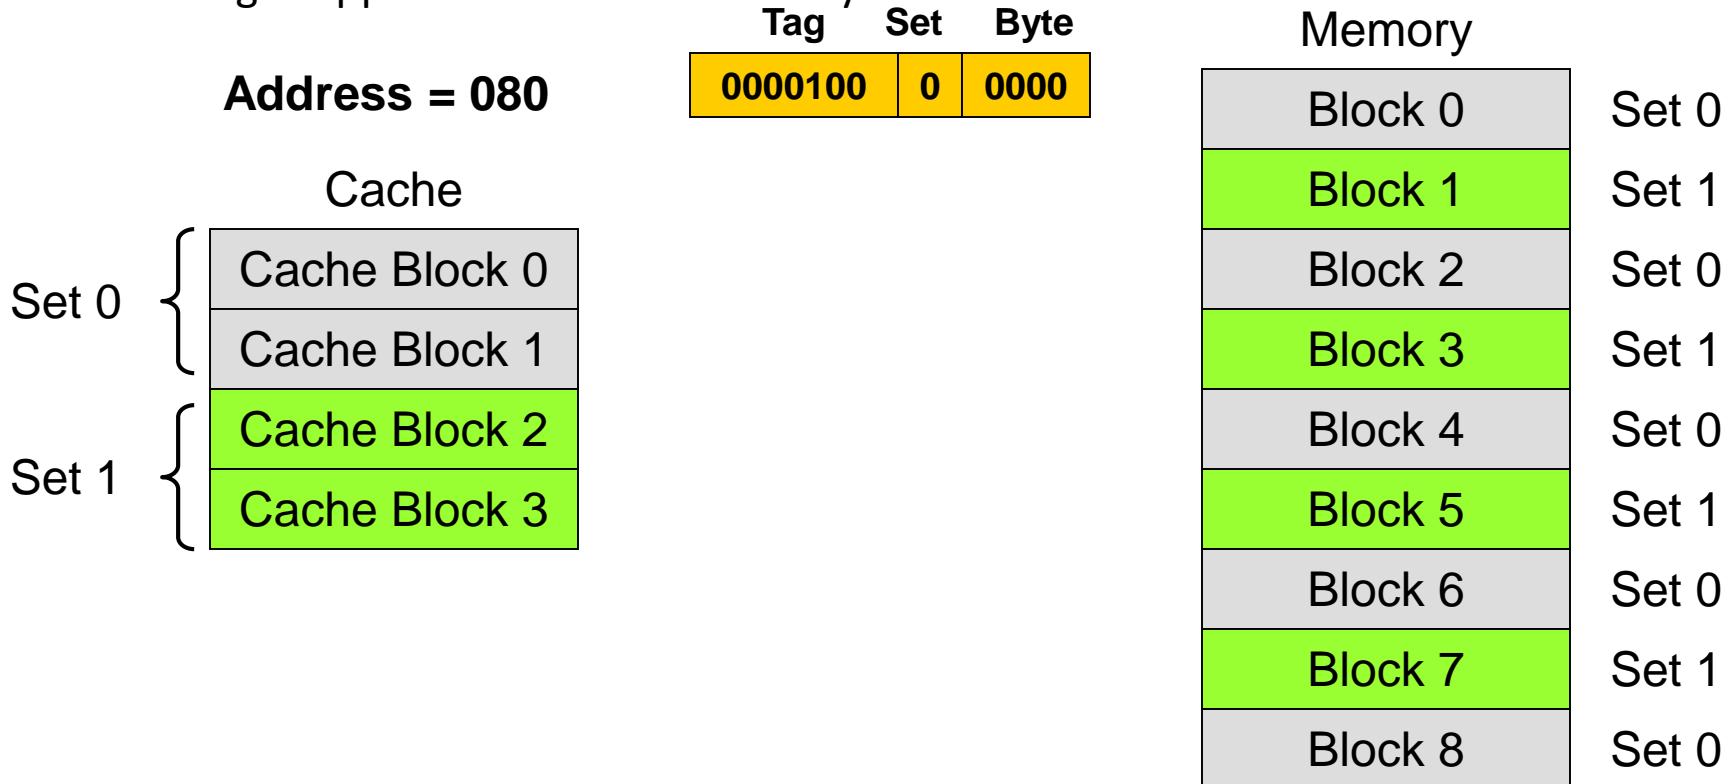 Tag Set Byte
Address = 080
0000100 0 0000
Cache
Set 0
Cache Block 0
Cache Block 1
Set 1
Cache Block 2
Cache Block 3
Memory
Block 0 Set 0
Block 1 Set 1
Block 2 Set 0
Block 3 Set 1
Block 4 Set 0
Block 5 Set 1
Block 6 Set 0
Block 7 Set 1
Block 8 Set 0